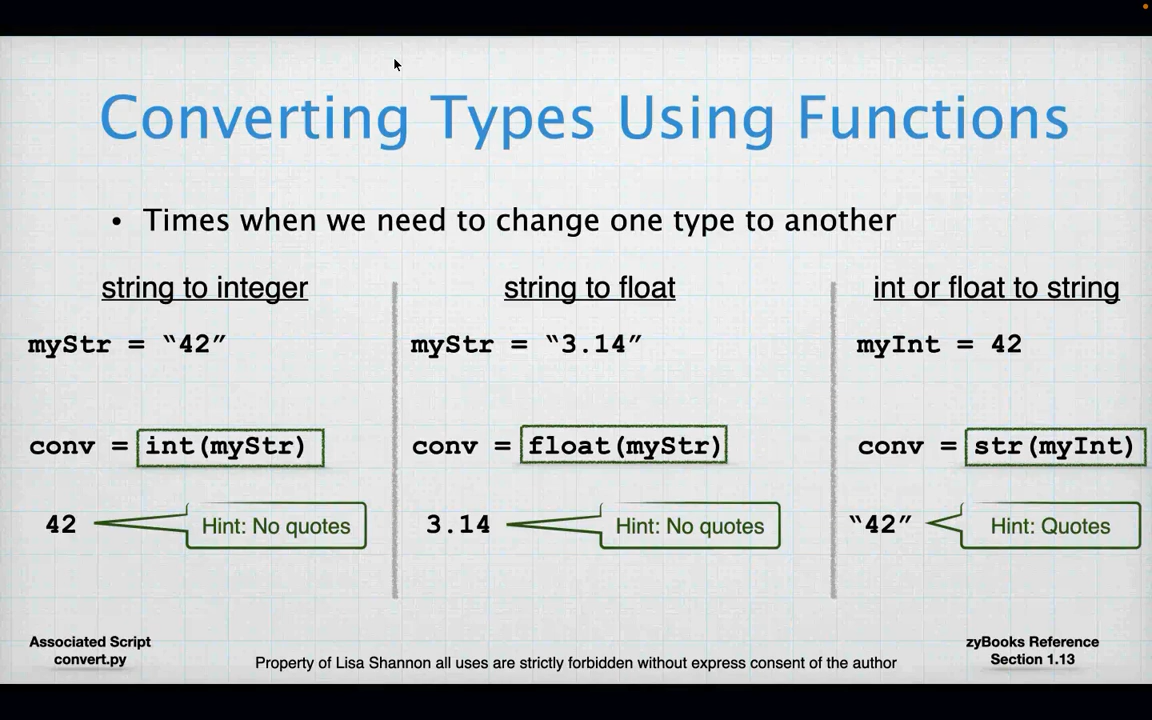 Converting Types Using Functions
• Times when we need to change one type to another
string to integer
myStr = “42”
conv = int(myStr)
42
Hint: No quotes
string to float
myStr = “3.14”
conv = float(myStr)
3.14
Hint: No quotes
int or float to string
myInt = 42
conv = str(myInt)
“42”
Hint: Quotes
Associated Script
convert.py
Property of Lisa Shannon all uses are strictly forbidden without express consent of the author
zyBooks Reference
Section 1.13